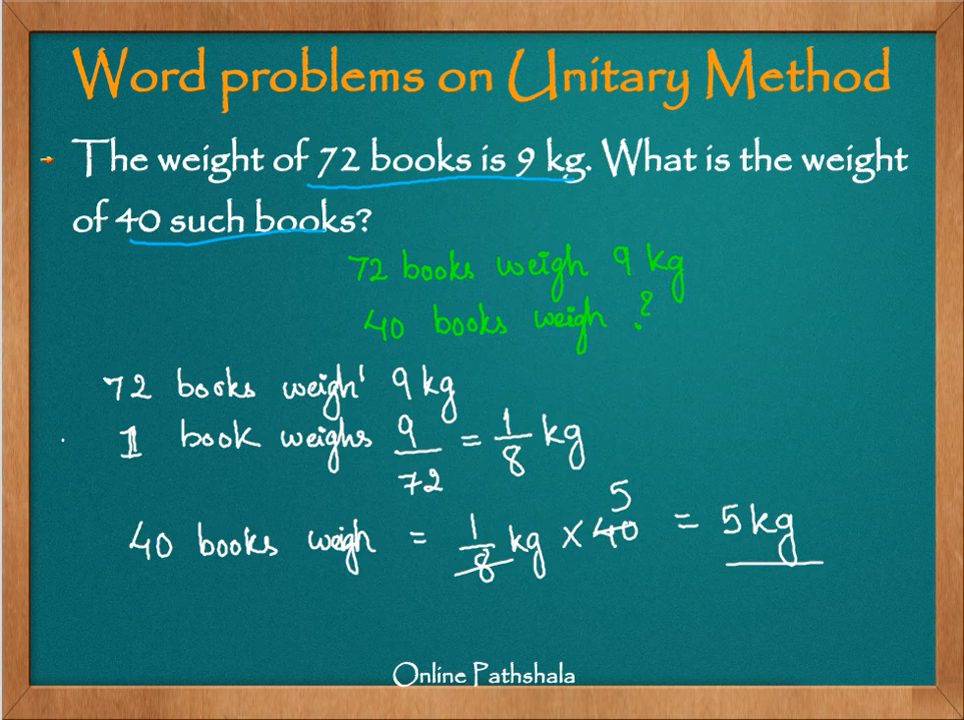 Word problems on Unitary Method
The weight of 72 books is 9 kg. What is the weight
of 40 such books?
72 books weigh 9 kg
40 books weigh ?
72 books weigh' 9 kg
1 book weighs 9/72 = 1/8 kg
5
40 books weigh = 1/8 kg × 40 = 5 kg
Online Pathshala